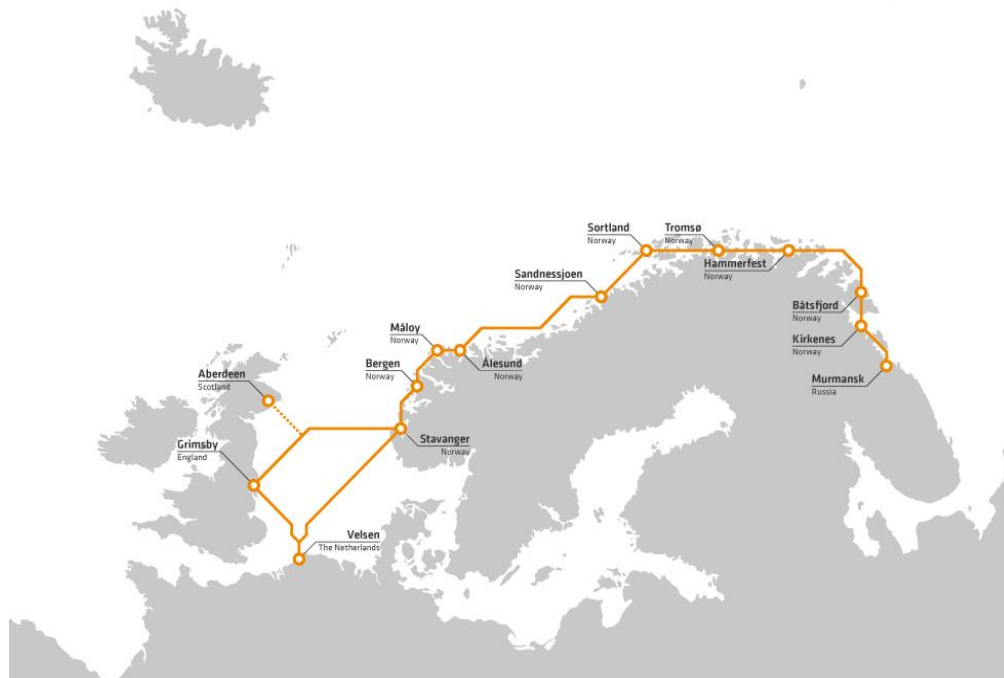 Sortland
Norway
Tromsø
Norway
Hammerfest
Norway
Sandnessjoen
Norway
Båtsfjord
Norway
Måloy
Norway
Kirkenes
Norway
Bergen
Norway
Ålesund
Norway
Aberdeen
Scotland
Murmansk
Russia
Stavanger
Norway
Grimsby
England
Velsen
The Netherlands